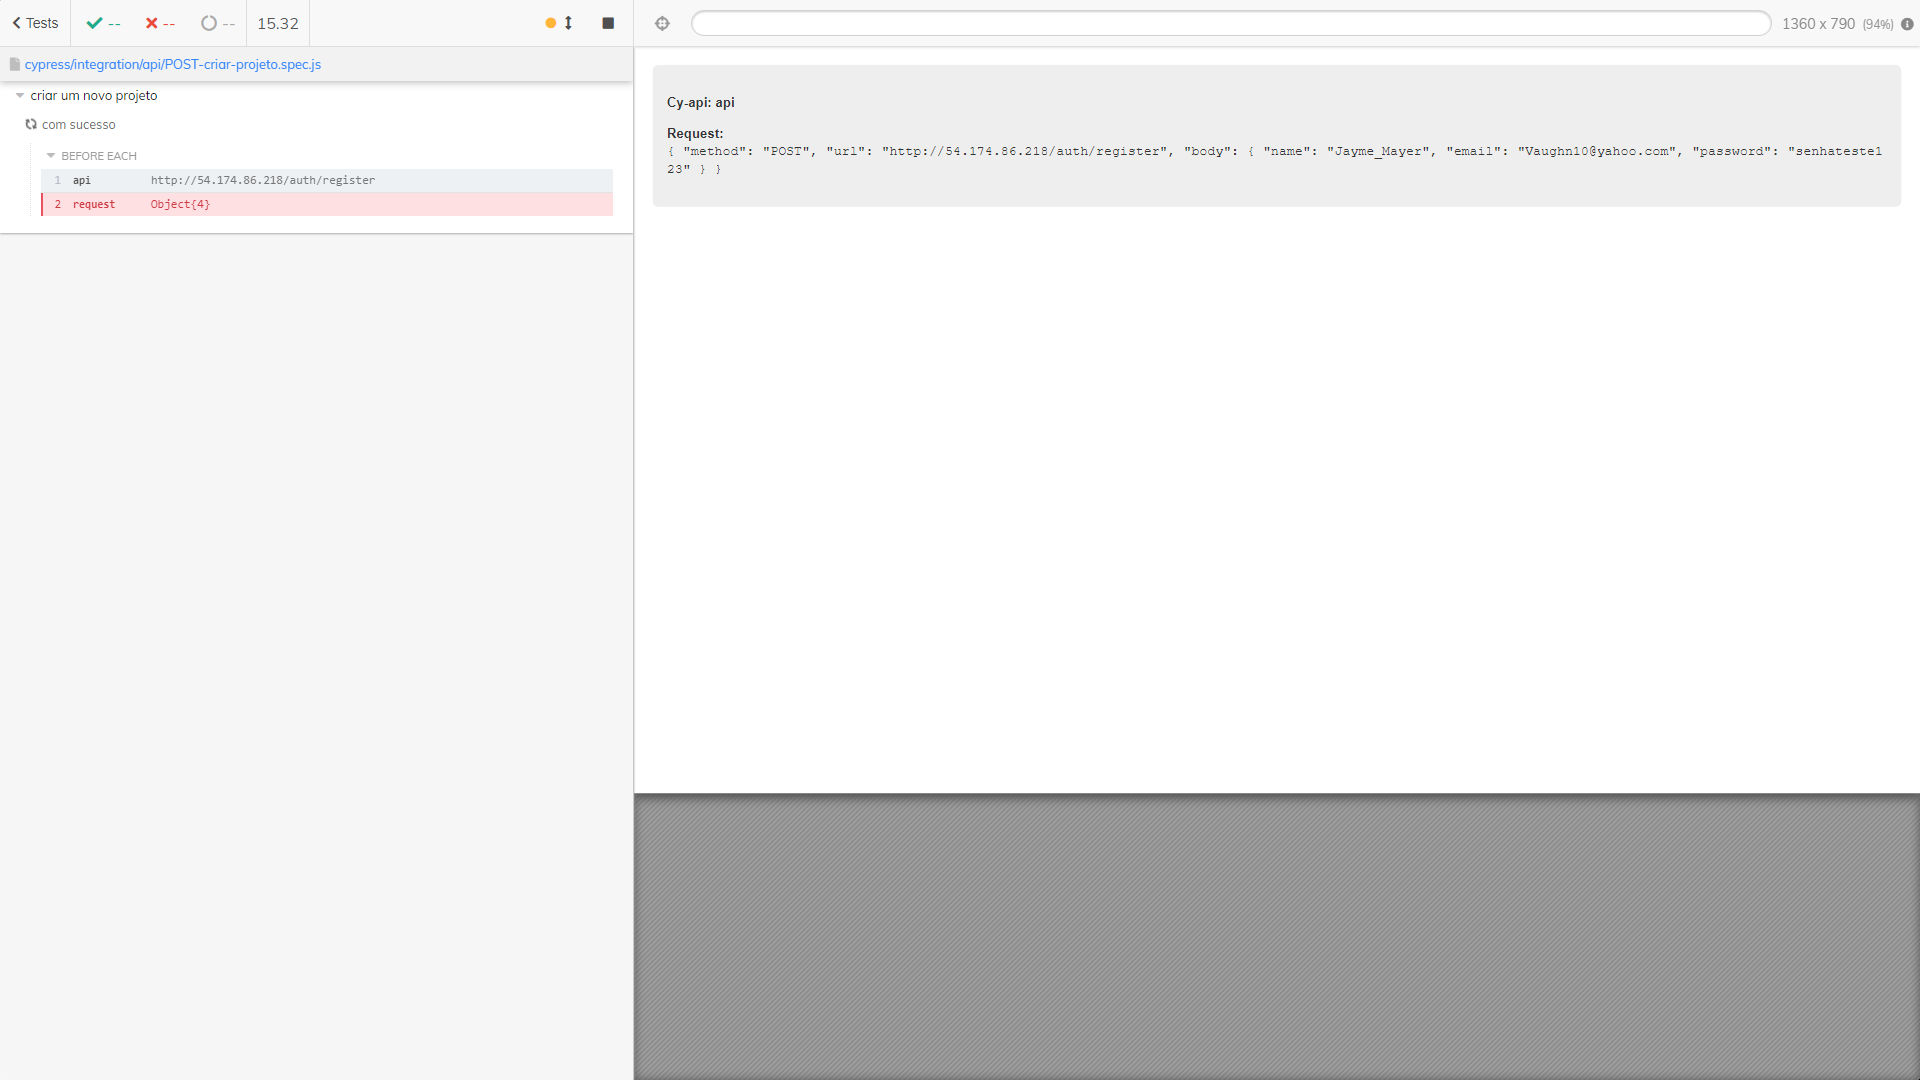 Tests -- -- -- 15.32
1360 x 790 (94%)
cypress/integration/api/POST-criar-projeto.spec.js
criar um novo projeto
com sucesso
BEFORE EACH
1 api http://54.174.86.218/auth/register
2 request Object{4}
Cy-api: api
Request:
{ "method": "POST", "url": "http://54.174.86.218/auth/register", "body": { "name": "Jayme_Mayer", "email": "Vaughn10@yahoo.com", "password": "senhateste1
23" } }